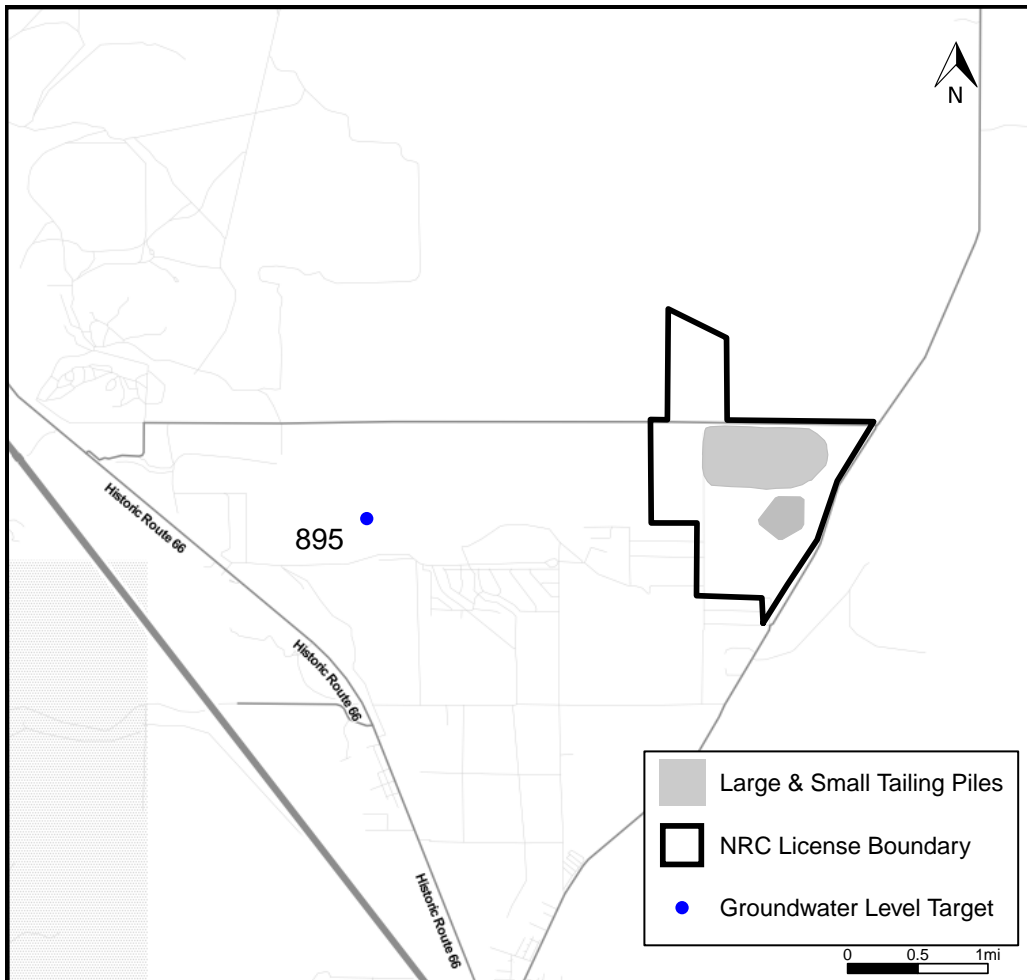 N
Historic Route 66
895
Historic Route 66
Large & Small Tailing Piles
NRC License Boundary
Historic Route 66
Groundwater Level Target
0 0.5 1mi